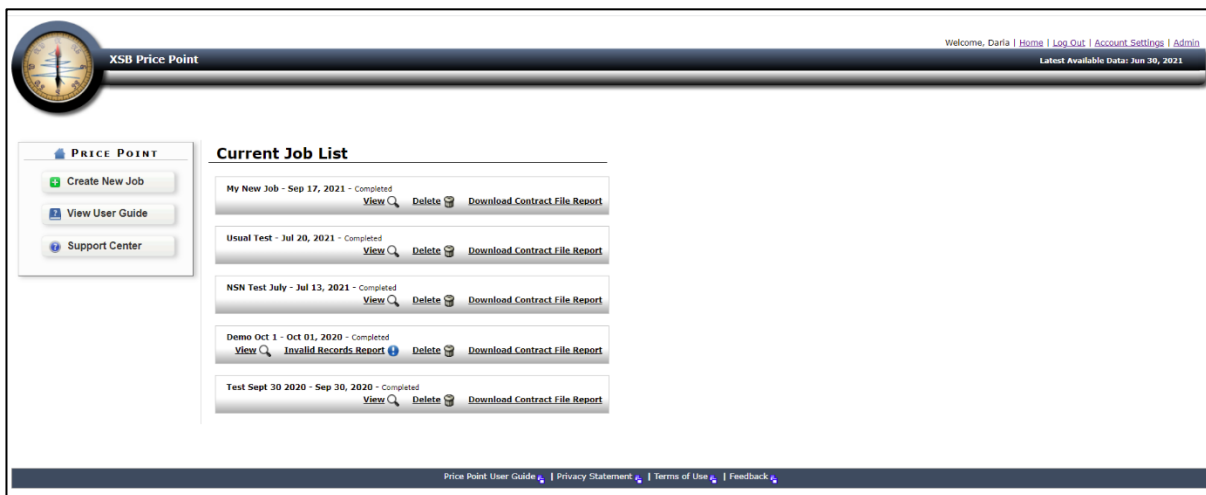 Welcome, Daria | Home | Log Out | Account Settings | Admin
XSB Price Point
Latest Available Data: Jun 30, 2021
PRICE POINT
Create New Job
View User Guide
Support Center
Current Job List
My New Job - Sep 17, 2021 - Completed
View Delete Download Contract File Report
Usual Test - Jul 20, 2021 - Completed
View Delete Download Contract File Report
NSN Test July - Jul 13, 2021 - Completed
View Delete Download Contract File Report
Demo Oct 1 - Oct 01, 2020 - Completed
View Invalid Records Report Delete Download Contract File Report
Test Sept 30 2020 - Sep 30, 2020 - Completed
View Delete Download Contract File Report
Price Point User Guide | Privacy Statement | Terms of Use | Feedback